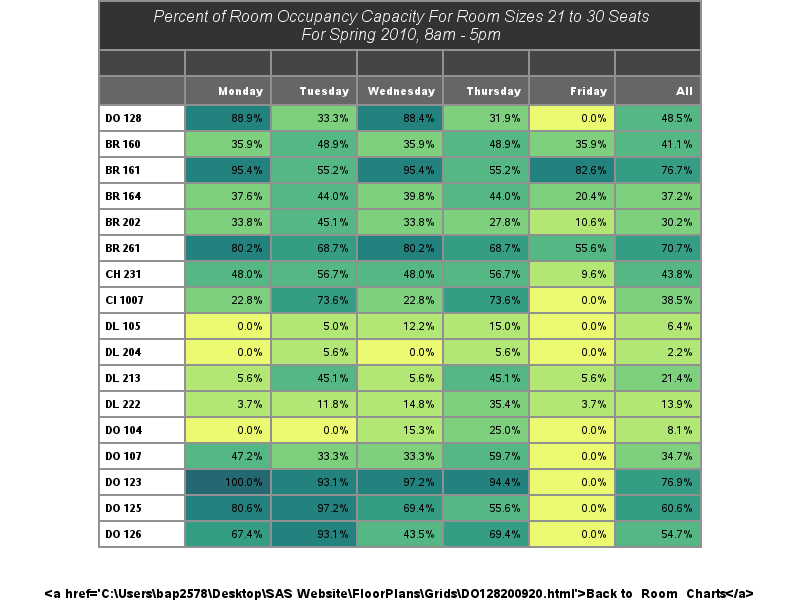 Percent of Room Occupancy Capacity For Room Sizes 21 to 30 Seats
For Spring 2010, 8am - 5pm
Monday Tuesday Wednesday Thursday Friday All
DO 128 88.9% 33.3% 88.4% 31.9% 0.0% 48.5%
BR 160 35.9% 48.9% 35.9% 48.9% 35.9% 41.1%
BR 161 95.4% 55.2% 95.4% 55.2% 82.6% 76.7%
BR 164 37.6% 44.0% 39.8% 44.0% 20.4% 37.2%
BR 202 33.8% 45.1% 33.8% 27.8% 10.6% 30.2%
BR 261 80.2% 68.7% 80.2% 68.7% 55.6% 70.7%
CH 231 48.0% 56.7% 48.0% 56.7% 9.6% 43.8%
CI 1007 22.8% 73.6% 22.8% 73.6% 0.0% 38.5%
DL 105 0.0% 5.0% 12.2% 15.0% 0.0% 6.4%
DL 204 0.0% 5.6% 0.0% 5.6% 0.0% 2.2%
DL 213 5.6% 45.1% 5.6% 45.1% 5.6% 21.4%
DL 222 3.7% 11.8% 14.8% 35.4% 3.7% 13.9%
DO 104 0.0% 0.0% 15.3% 25.0% 0.0% 8.1%
DO 107 47.2% 33.3% 33.3% 59.7% 0.0% 34.7%
DO 123 100.0% 93.1% 97.2% 94.4% 0.0% 76.9%
DO 125 80.6% 97.2% 69.4% 55.6% 0.0% 60.6%
DO 126 67.4% 93.1% 43.5% 69.4% 0.0% 54.7%
<a href='C:\Users\bap2578\Desktop\SAS Website\FloorPlans\Grids\DO128200920.html'>Back to Room Charts</a>